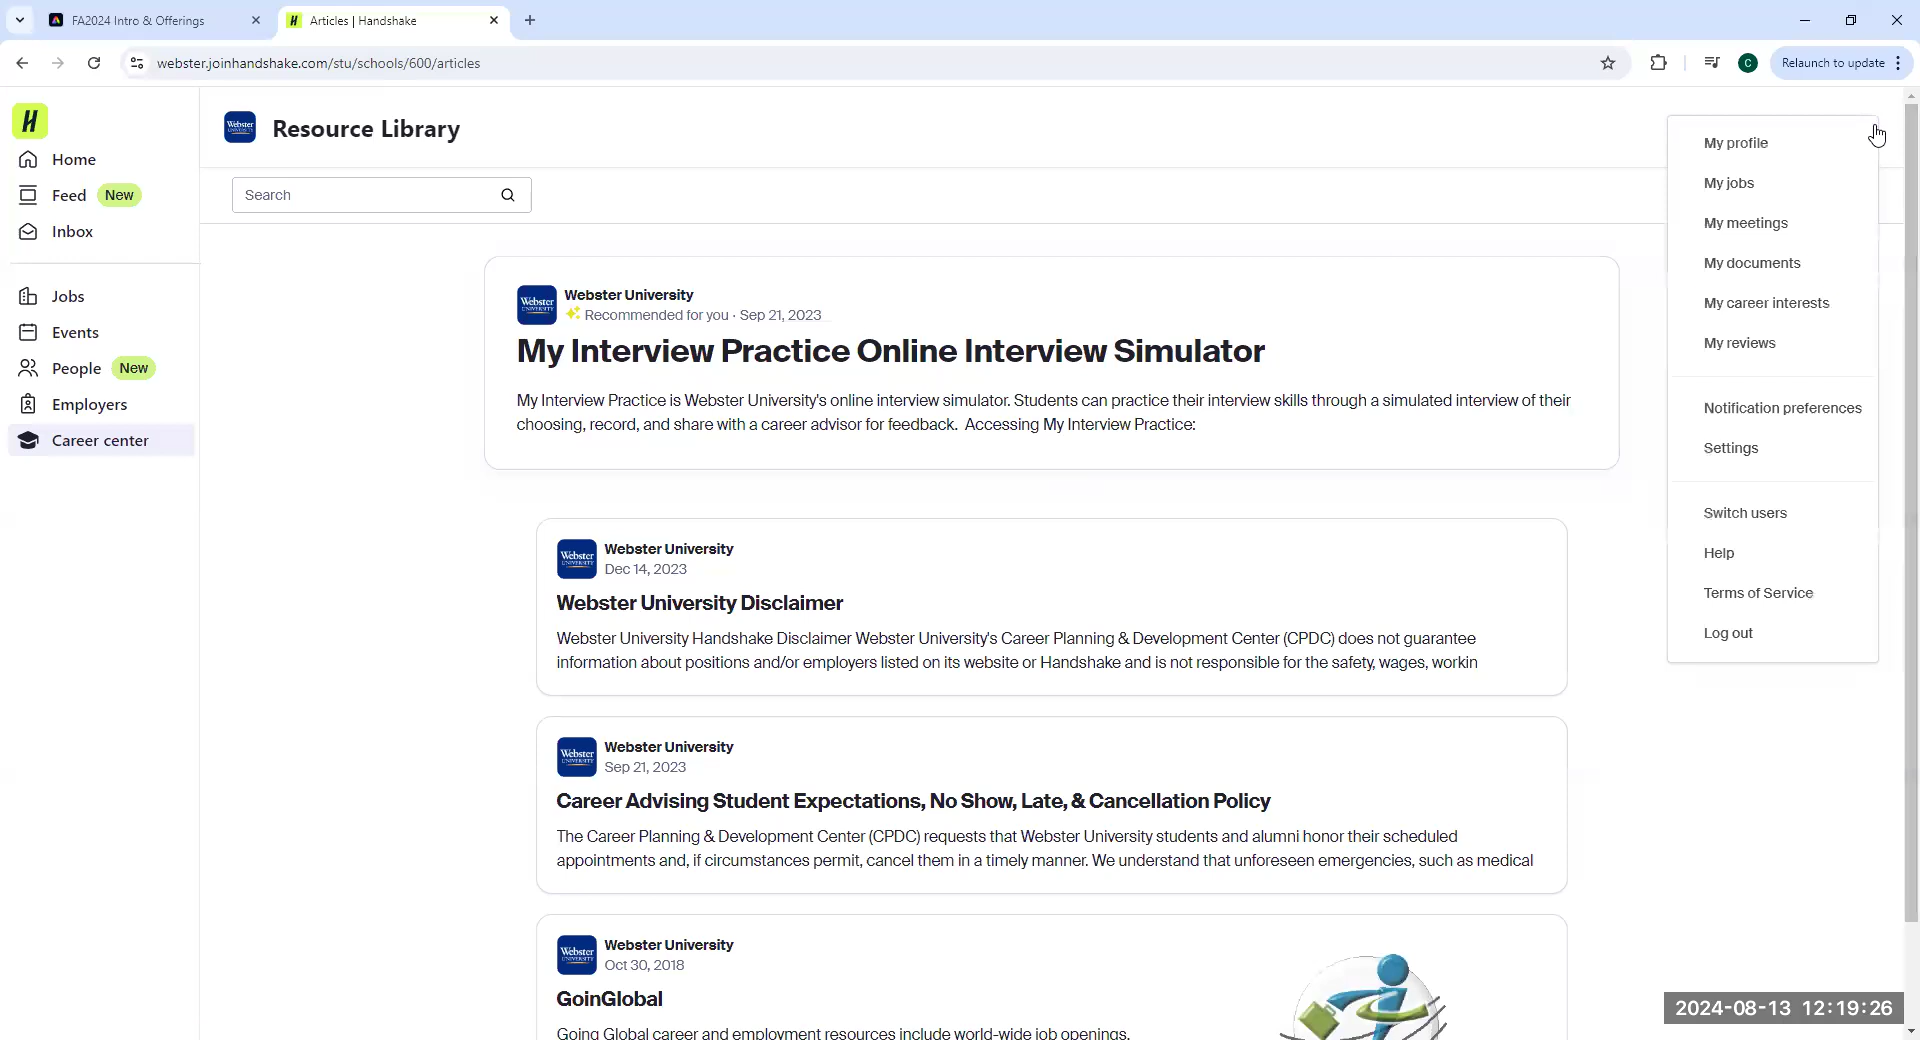 FA2024 Intro & Offerings
Articles | Handshake
webster.joinhandshake.com/stu/schools/600/articles
C
Relaunch to update
H
Home
Feed New
Inbox
Jobs
Events
People New
Employers
Career center
Webster
UNIVERSITY
Resource Library
Search
My profile
My jobs
My meetings
My documents
My career interests
My reviews
Notification preferences
Settings
Switch users
Help
Terms of Service
Log out
Webster
UNIVERSITY
Webster University
Recommended for you · Sep 21, 2023
My Interview Practice Online Interview Simulator
My Interview Practice is Webster University's online interview simulator. Students can practice their interview skills through a simulated interview of their
choosing, record, and share with a career advisor for feedback.  Accessing My Interview Practice:
Webster
UNIVERSITY
Webster University
Dec 14, 2023
Webster University Disclaimer
Webster University Handshake Disclaimer Webster University's Career Planning & Development Center (CPDC) does not guarantee
information about positions and/or employers listed on its website or Handshake and is not responsible for the safety, wages, workin
Webster
UNIVERSITY
Webster University
Sep 21, 2023
Career Advising Student Expectations, No Show, Late, & Cancellation Policy
The Career Planning & Development Center (CPDC) requests that Webster University students and alumni honor their scheduled
appointments and, if circumstances permit, cancel them in a timely manner. We understand that unforeseen emergencies, such as medical
Webster
UNIVERSITY
Webster University
Oct 30, 2018
GoinGlobal
Going Global career and employment resources include world-wide job openings,
2024-08-13 12:19:26